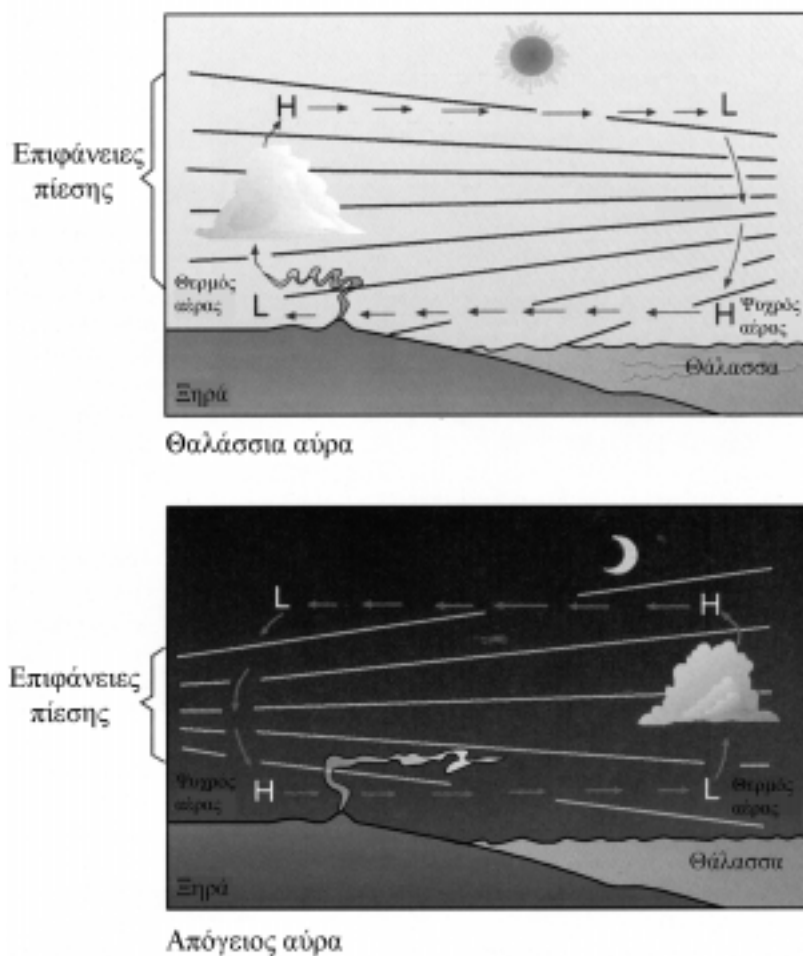 H
L
Επιφάνειες
πίεσης
Θερμός
αέρας
L
H
Ψυχρός
αέρας
Θάλασσα
Ξηρά
Θαλάσσια αύρα
L
H
Επιφάνειες
πίεσης
Ψυχρός
αέρας
H
L
Θερμός
αέρας
Θάλασσα
Ξηρά
Απόγειος αύρα